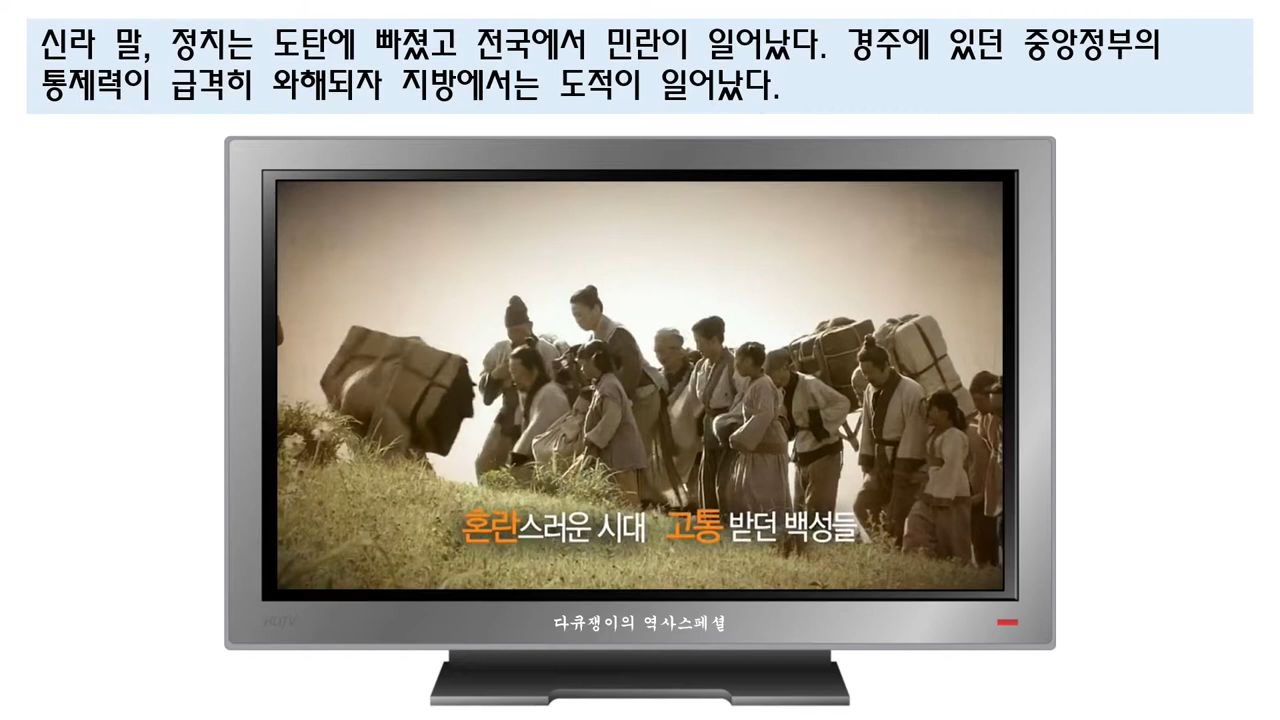 신라 말, 정치는 도탄에 빠졌고 전국에서 민란이 일어났다. 경주에 있던 중앙정부의
통제력이 급격히 와해되자 지방에서는 도적이 일어났다.
혼란스러운 시대 고통 받던 백성들
HDTV
다큐쟁이의 역사스페셜